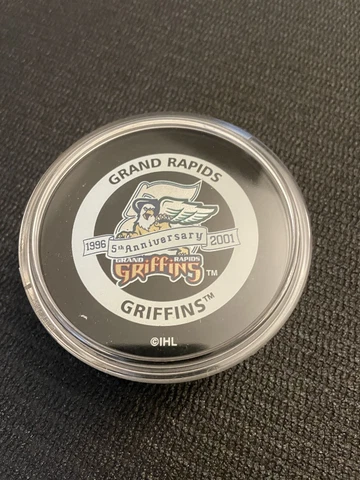 GRAND RAPIDS
1996 5th Anniversary 2001
GRAND RAPIDS
GRIFFINS TM
GRIFFINS™
©IHL